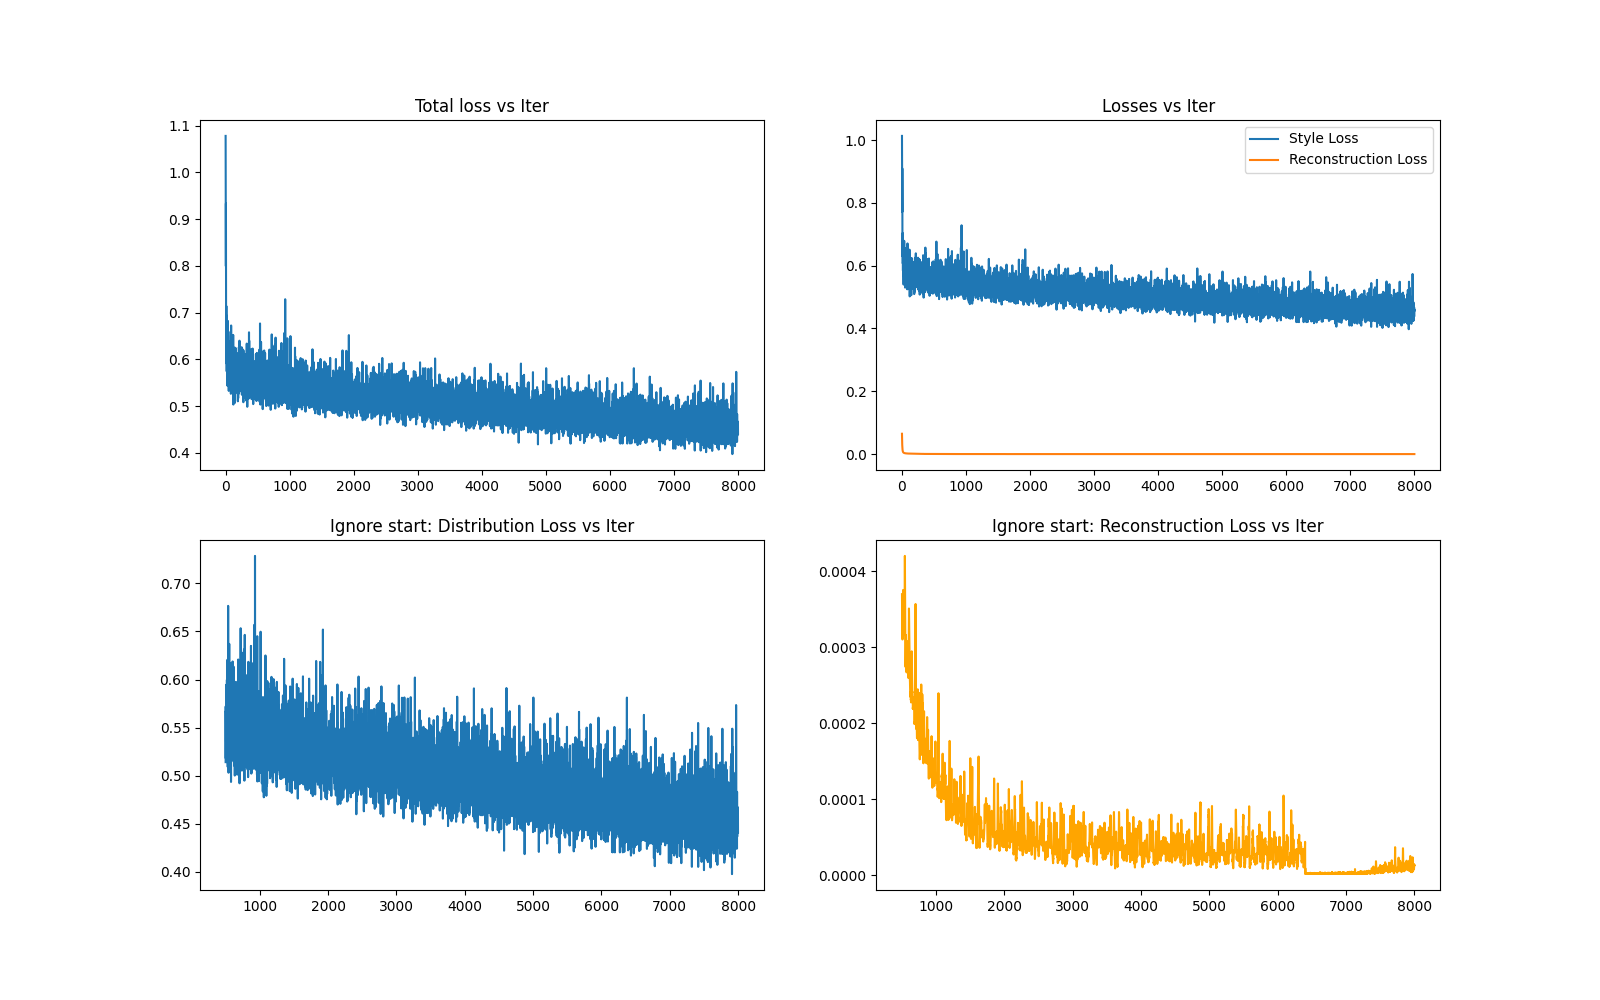 Total loss vs Iter
1.1
1.0
0.9
0.8
0.7
0.6
0.5
0.4
0 1000 2000 3000 4000 5000 6000 7000 8000
Losses vs Iter
Style Loss
Reconstruction Loss
1.0
0.8
0.6
0.4
0.2
0.0
0 1000 2000 3000 4000 5000 6000 7000 8000
Ignore start: Distribution Loss vs Iter
0.70
0.65
0.60
0.55
0.50
0.45
0.40
1000 2000 3000 4000 5000 6000 7000 8000
Ignore start: Reconstruction Loss vs Iter
0.0004
0.0003
0.0002
0.0001
0.0000
1000 2000 3000 4000 5000 6000 7000 8000